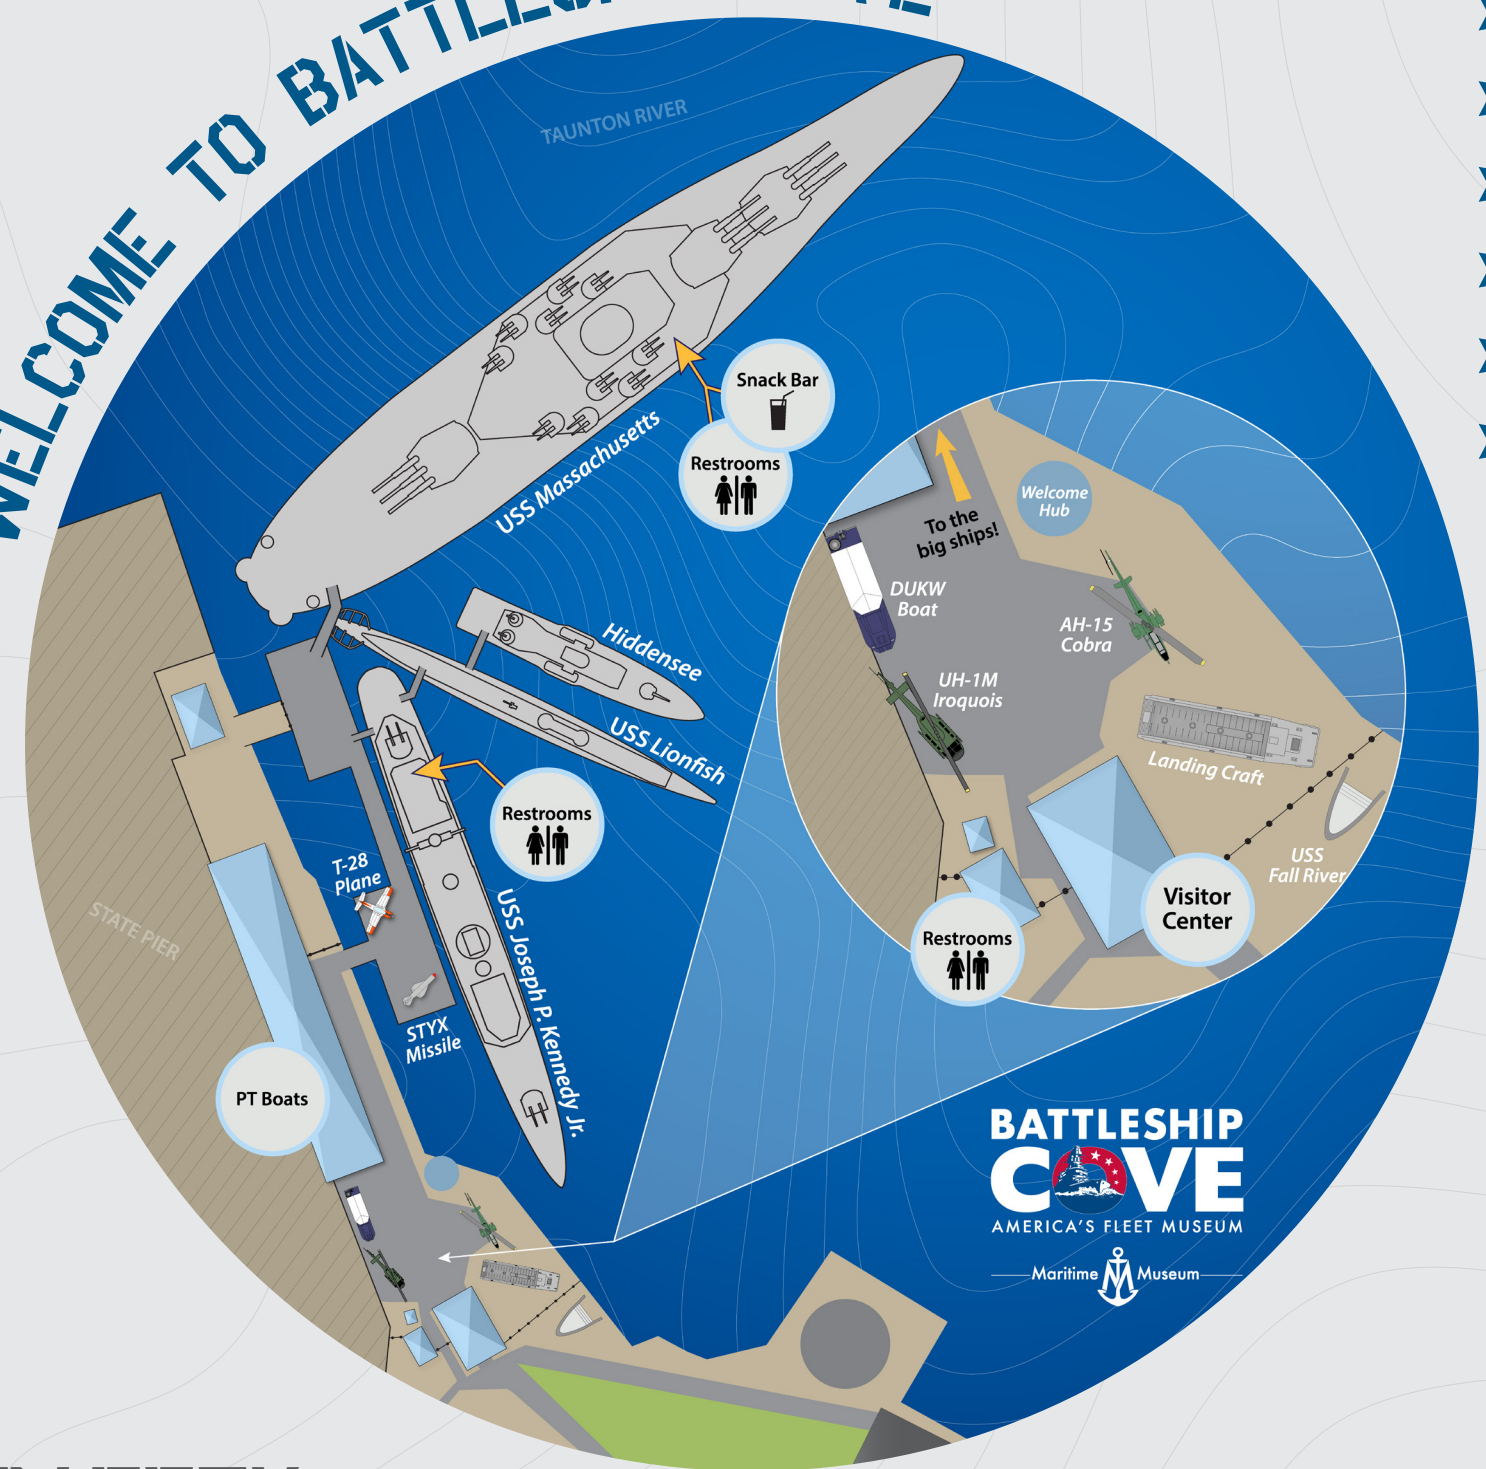 WELCOME TO
TAUNTON RIVER
Snack Bar
Restrooms
USS Massachusetts
Hiddensee
USS Lionfish
Restrooms
T-28
Plane
USS Joseph P. Kennedy Jr.
STYX
Missile
STATE PIER
PT Boats
Welcome
Hub
To the
big ships!
DUKW
Boat
AH-15
Cobra
UH-1M
Iroquois
Landing Craft
USS
Fall River
Visitor
Center
Restrooms
BATTLESHIP
COVE
AMERICA'S FLEET MUSEUM
Maritime Museum